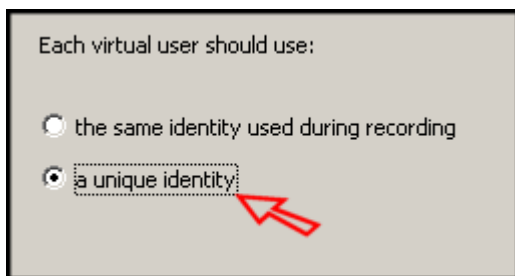 Each virtual user should use:
the same identity used during recording
a unique identity